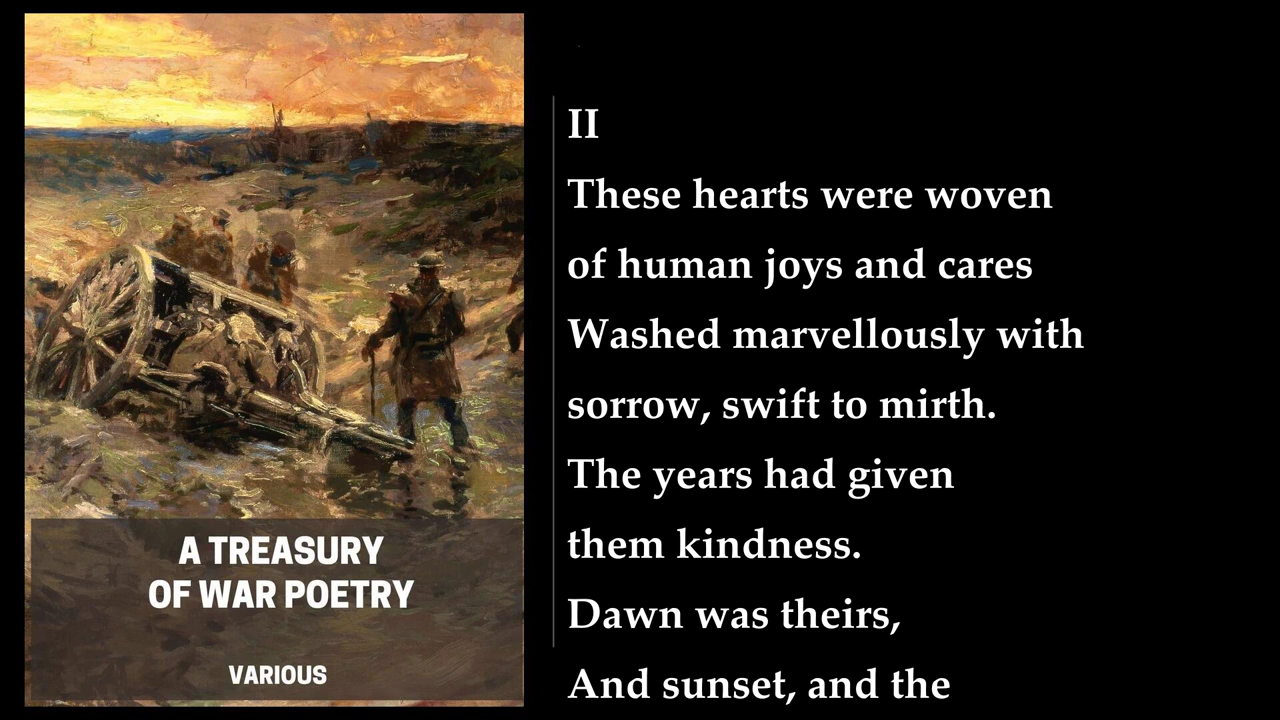 A TREASURY
OF WAR POETRY
VARIOUS
II
These hearts were woven
of human joys and cares
Washed marvellously with
sorrow, swift to mirth.
The years had given
them kindness.
Dawn was theirs,
And sunset, and the